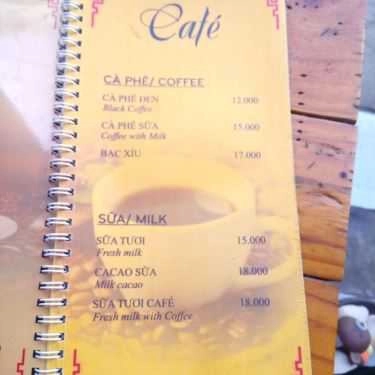 Café
CÀ PHÊ/ COFFEE
CÀ PHÊ ĐEN 12.000
Black Coffee
CÀ PHÊ SỮA 15.000
Coffee with Milk
BẠC XỈU 17.000
SỮA/ MILK
SỮA TƯƠI 15.000
Fresh milk
CACAO SỮA 18.000
Milk cacao
SỮA TƯƠI CAFÉ 18.000
Fresh milk with Coffee